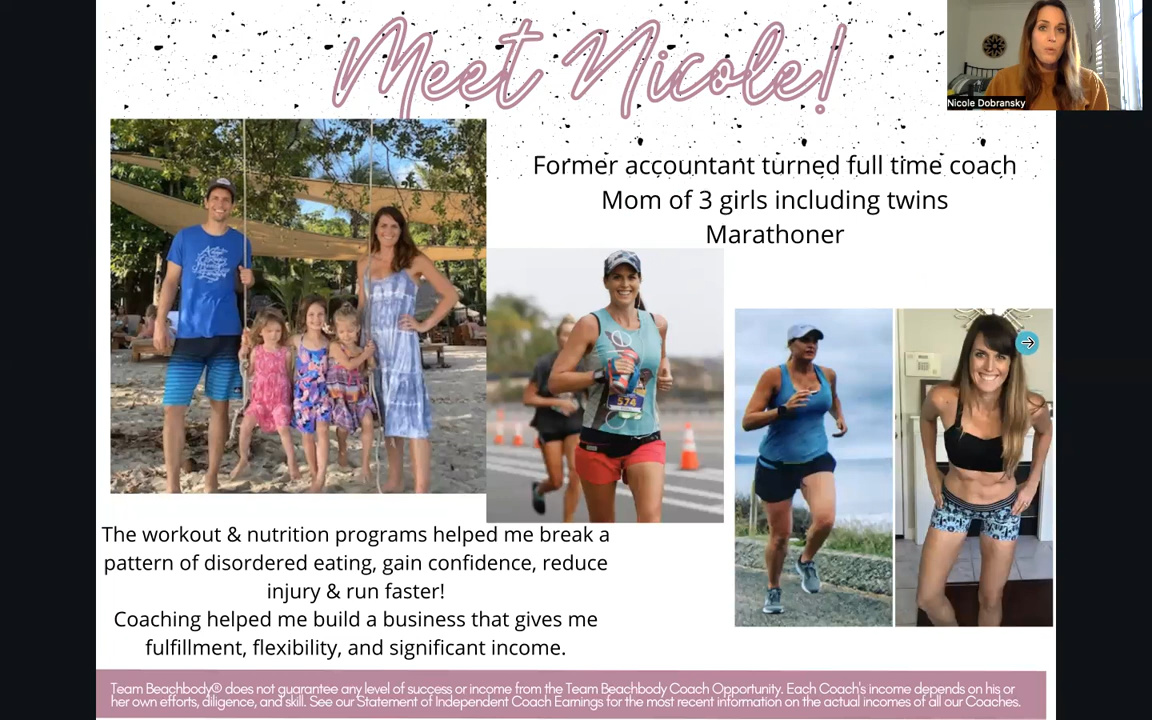 Meet Nicole!
Nicole Dobransky
Former accountant turned full time coach
Mom of 3 girls including twins
Marathoner
574
The workout & nutrition programs helped me break a
pattern of disordered eating, gain confidence, reduce
injury & run faster!
Coaching helped me build a business that gives me
fulfillment, flexibility, and significant income.
Team Beachbody® does not guarantee any level of success or income from the Team Beachbody Coach Opportunity. Each Coach's income depends on his or
her own efforts, diligence, and skill. See our Statement of Independent Coach Earnings for the most recent information on the actual incomes of all our Coaches.